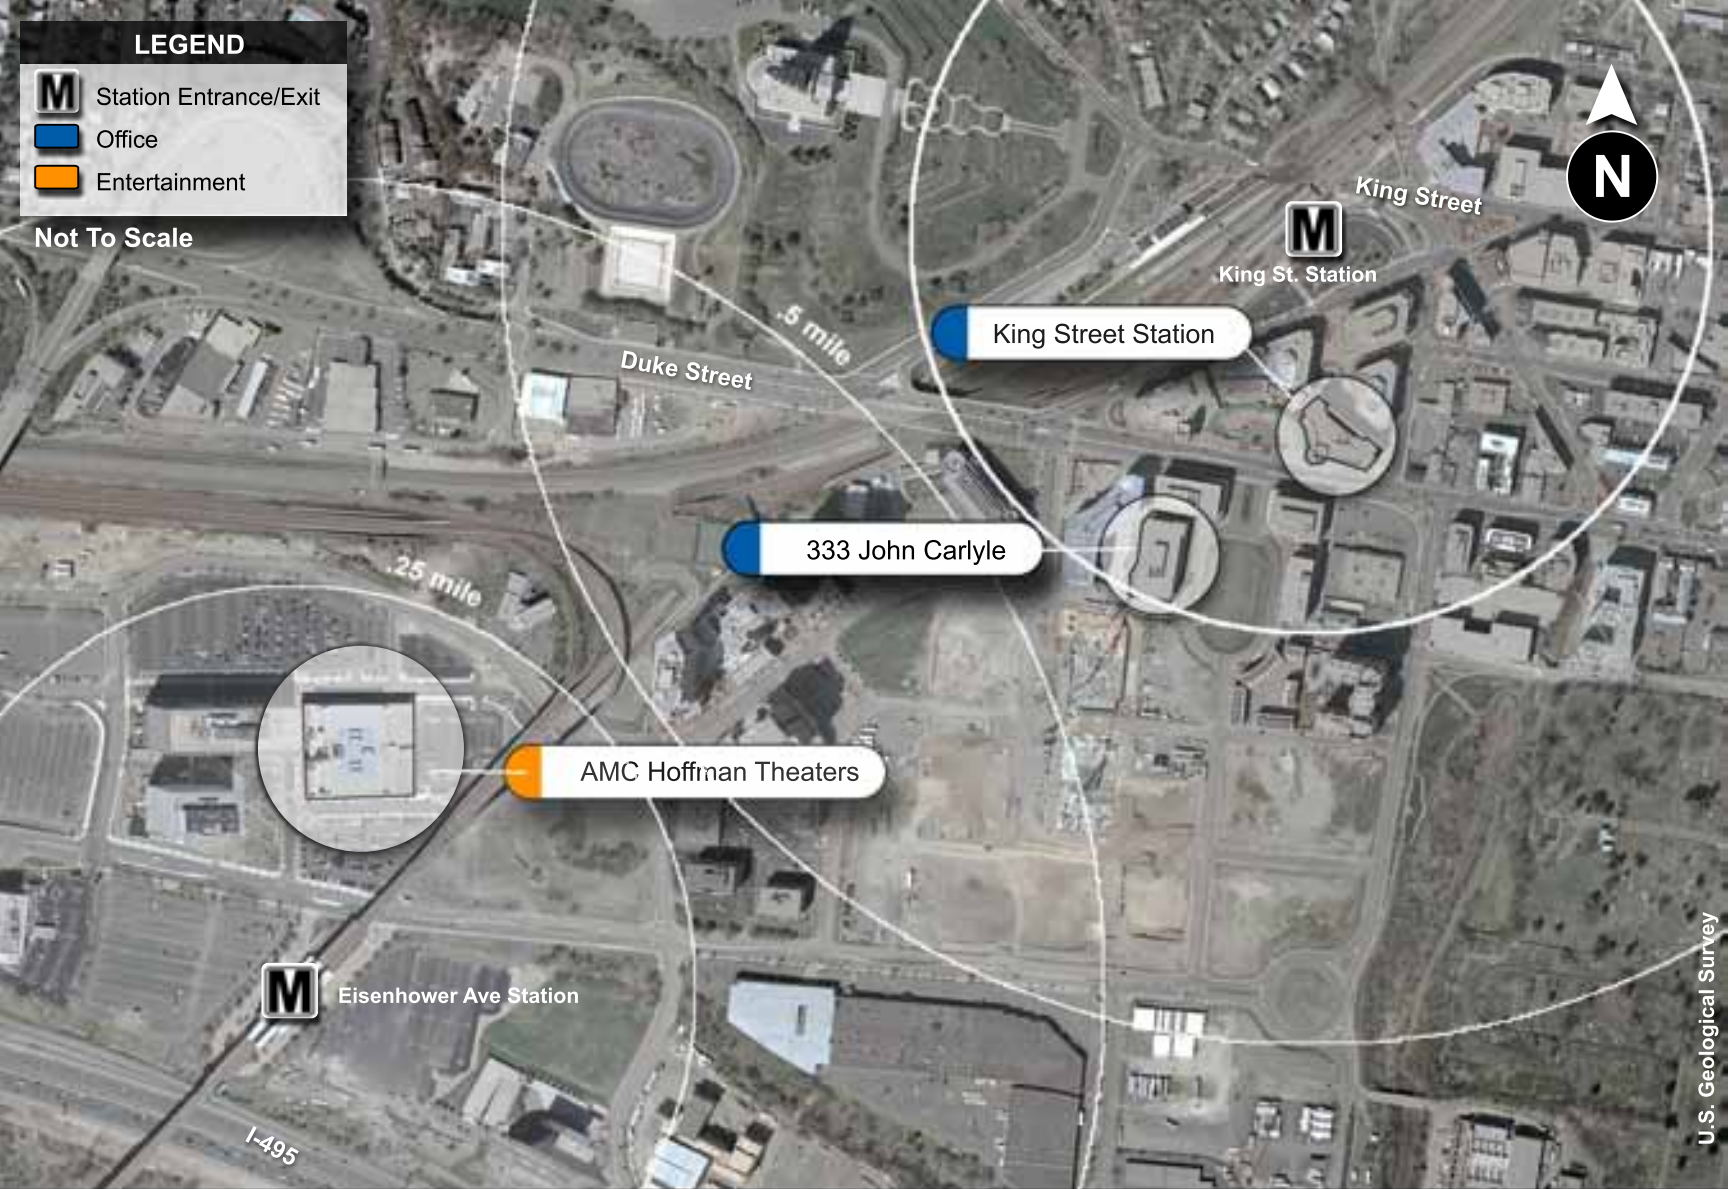 LEGEND
M Station Entrance/Exit
Office
Entertainment
Not To Scale
N
King Street
M
King St. Station
King Street Station
.5 mile
Duke Street
333 John Carlyle
.25 mile
AMC Hoffman Theaters
M Eisenhower Ave Station
I-495
U.S. Geological Survey